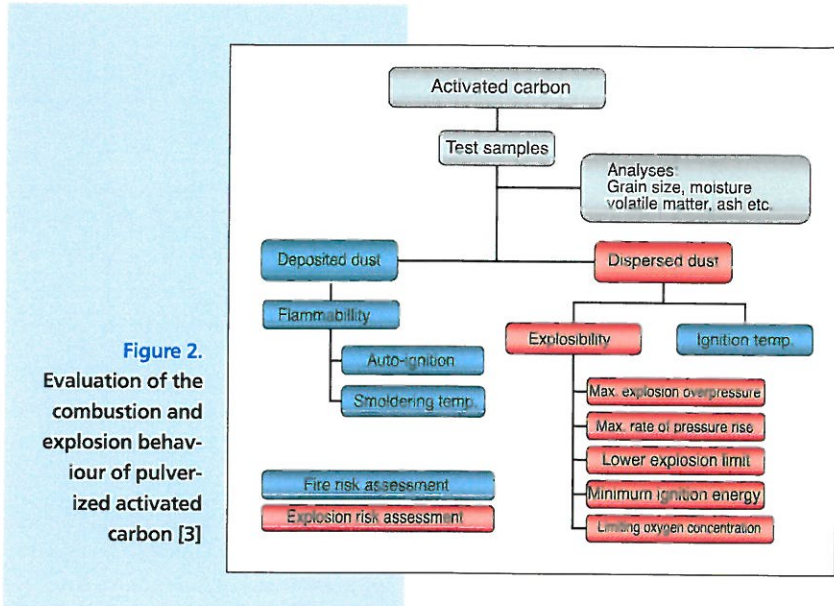 Activated carbon
Test samples
Analyses:
Grain size, moisture
volatile matter, ash etc.
Deposited dust
Dispersed dust
Flammability
Explosibility
Ignition temp.
Auto-ignition
Smoldering temp.
Max. explosion overpressure
Max. rate of pressure rise
Lower explosion limit
Minimum ignition energy
Limiting oxygen concentration
Fire risk assessment
Explosion risk assessment
Figure 2.
Evaluation of the
combustion and
explosion behav-
iour of pulver-
ized activated
carbon [3]